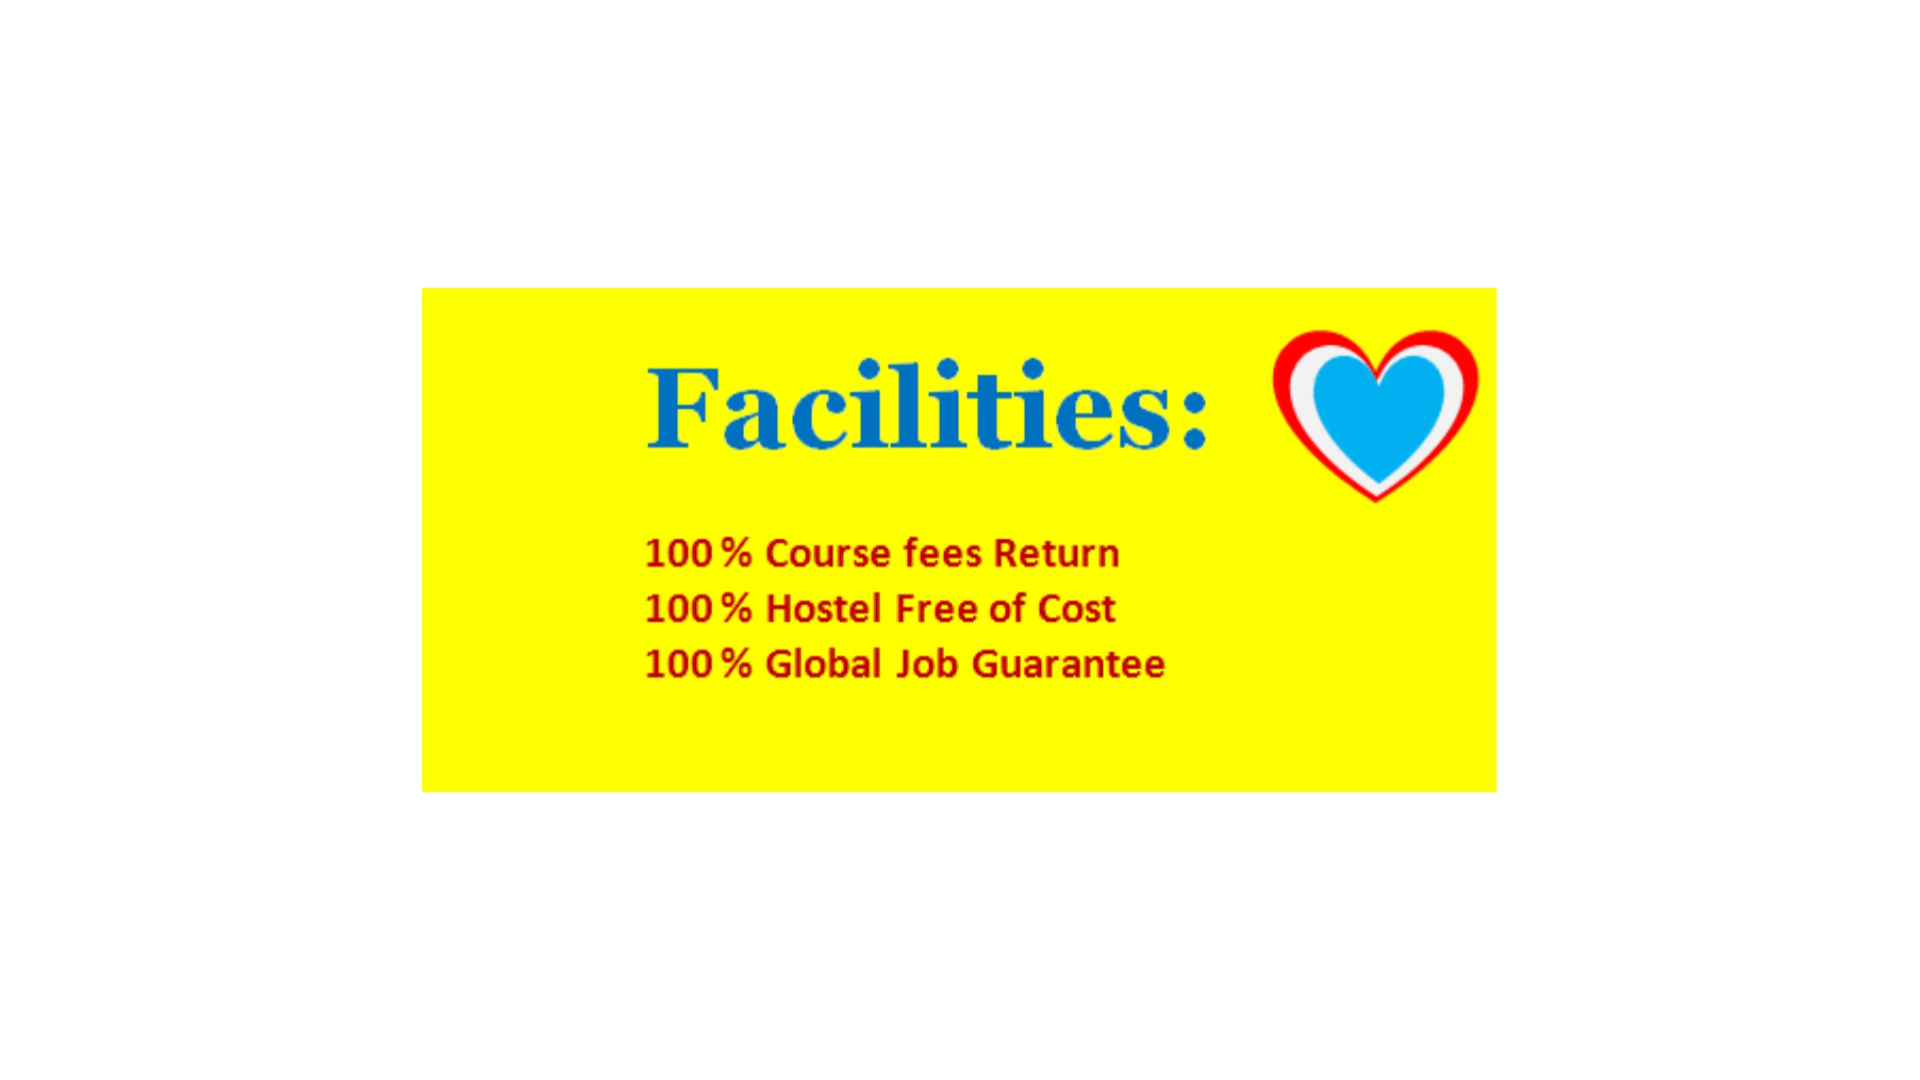 Facilities:
100 % Course fees Return
100 % Hostel Free of Cost
100 % Global Job Guarantee